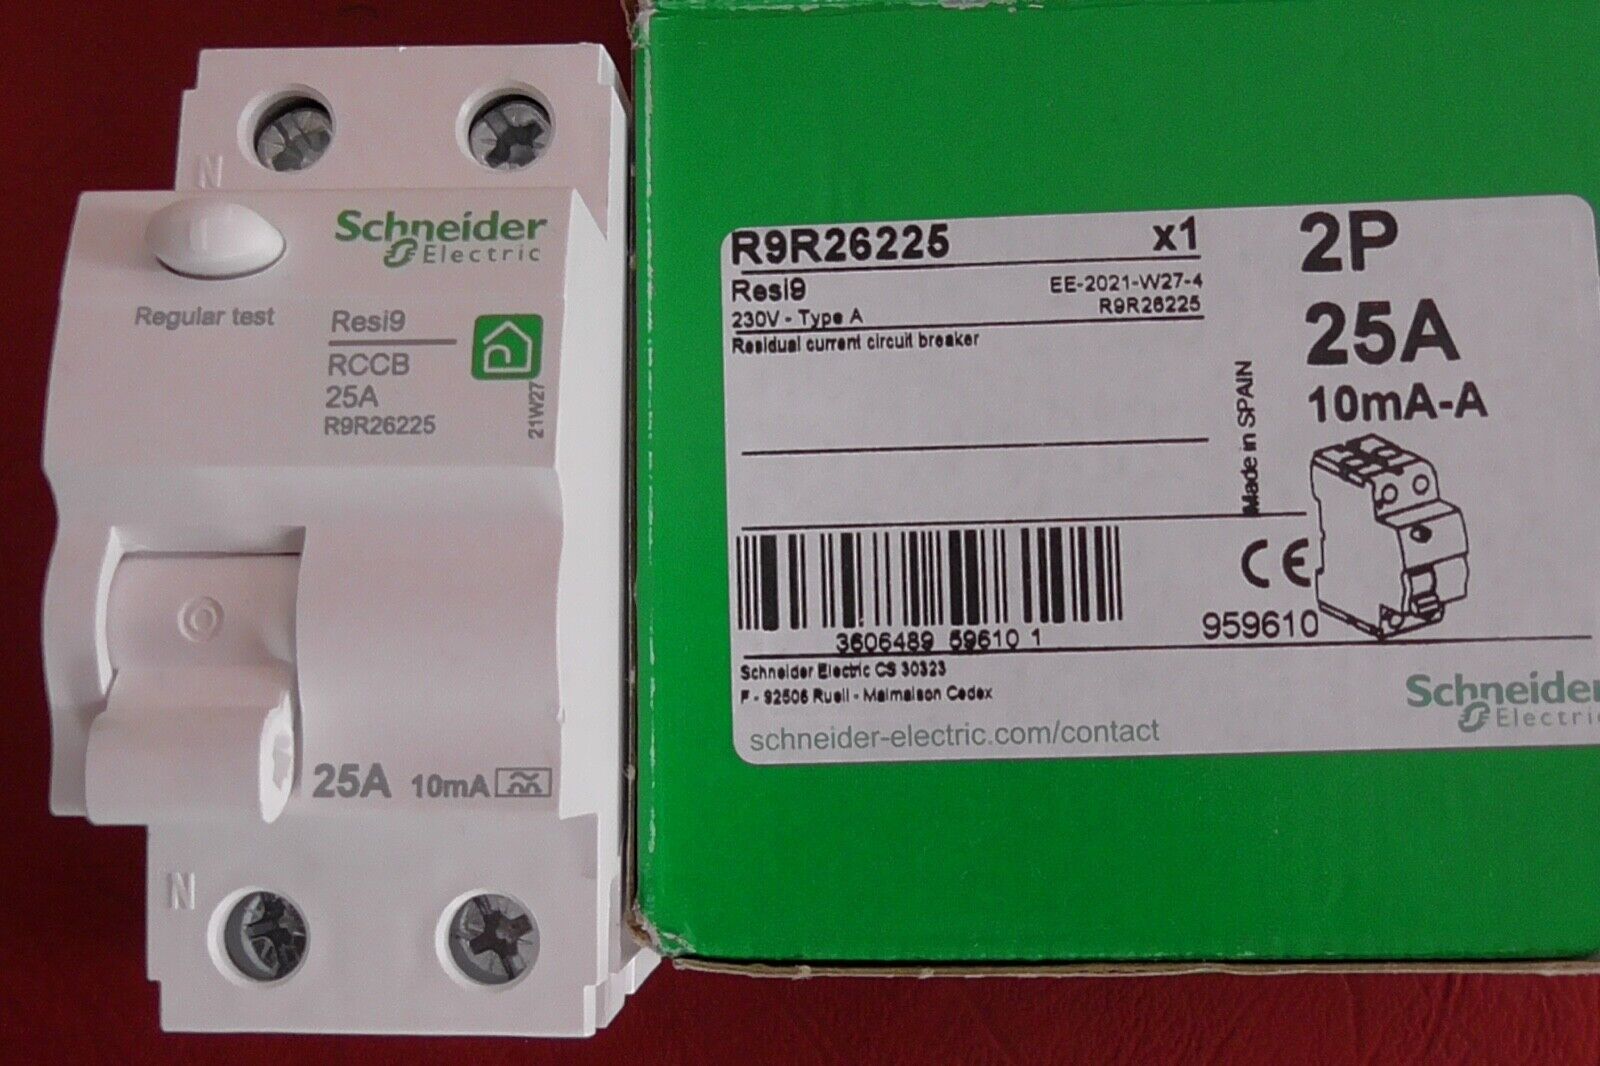 N
Schneider
Electric
Regular test
Resi9
RCCB
25A
R9R26225
21W27
25A 10mA
N
R9R26225 x1
Resi9 EE-2021-W27-4
230V - Type A R9R26225
Residual current circuit breaker
2P
25A
10mA-A
Made in SPAIN
CE
3606489 59610 1
959610
Schneider Electric CS 30323
F - 92506 Rueil - Malmaison Cedex
schneider-electric.com/contact
Schneider
Electric